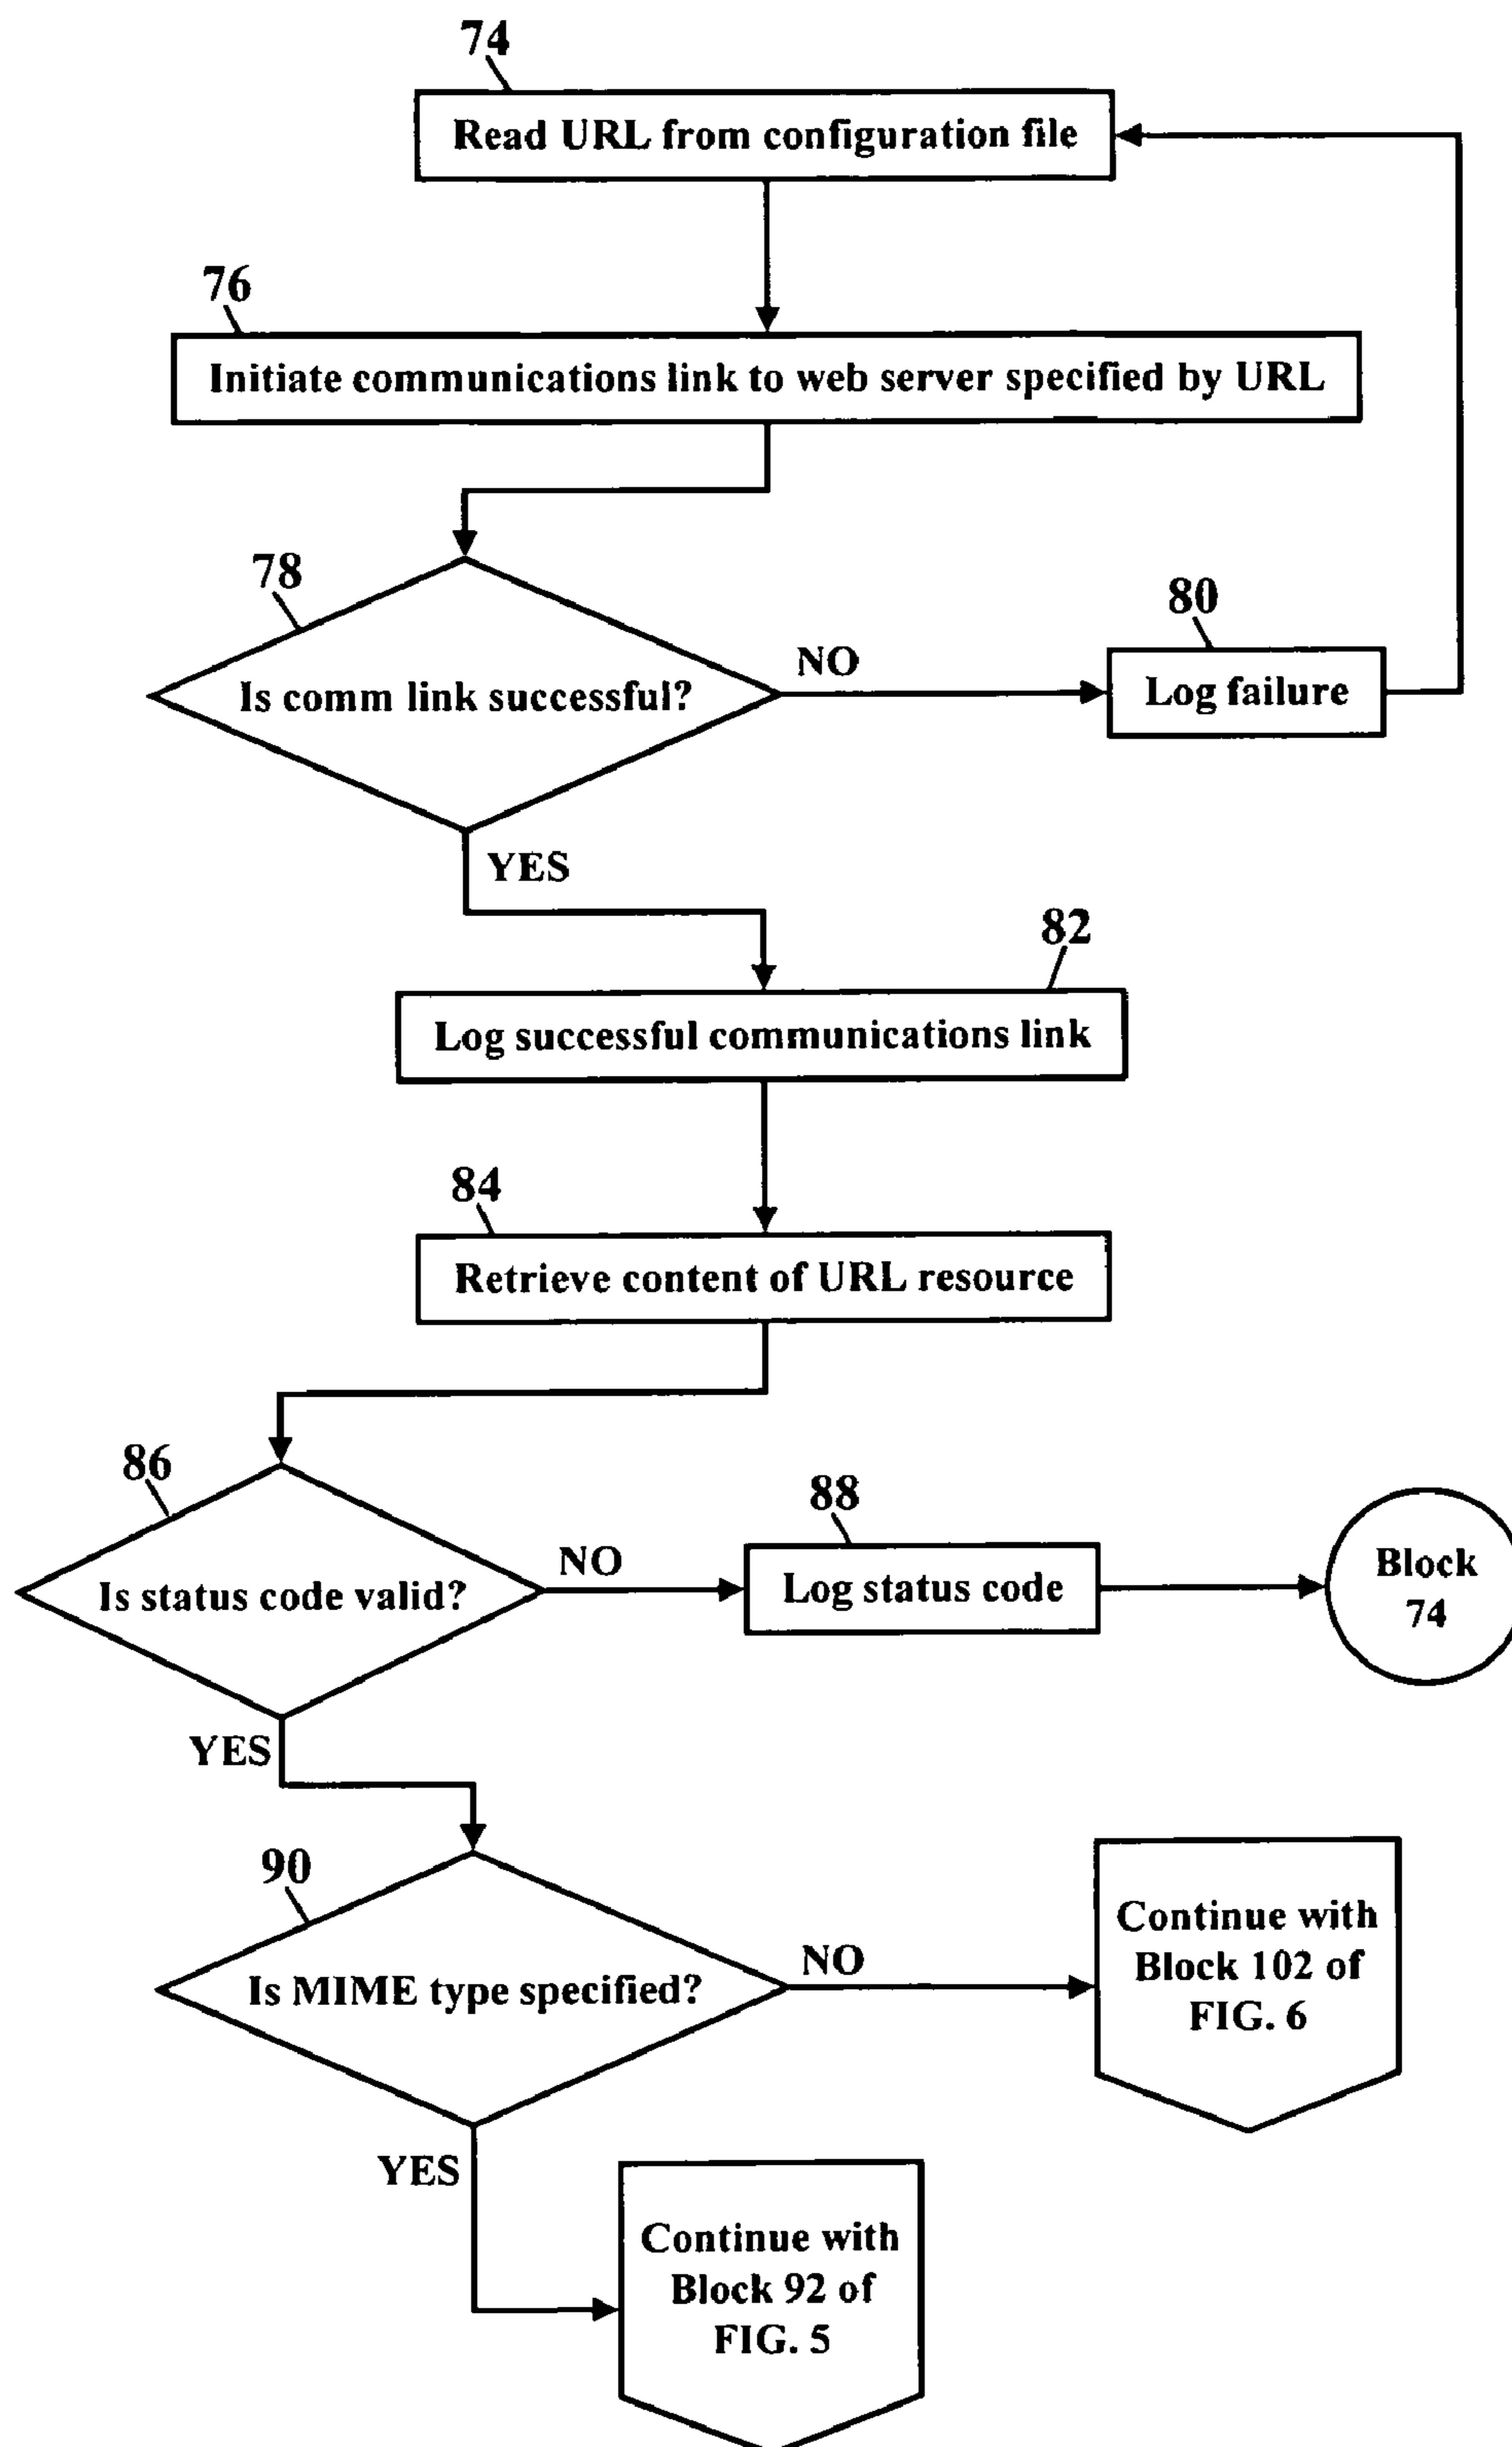 74
Read URL from configuration file
76
Initiate communications link to web server specified by URL
78
Is comm link successful?
NO
80
Log failure
YES
82
Log successful communications link
84
Retrieve content of URL resource
86
Is status code valid?
NO
88
Log status code
Block
74
YES
90
Is MIME type specified?
NO
Continue with
Block 102 of
FIG. 6
YES
Continue with
Block 92 of
FIG. 5